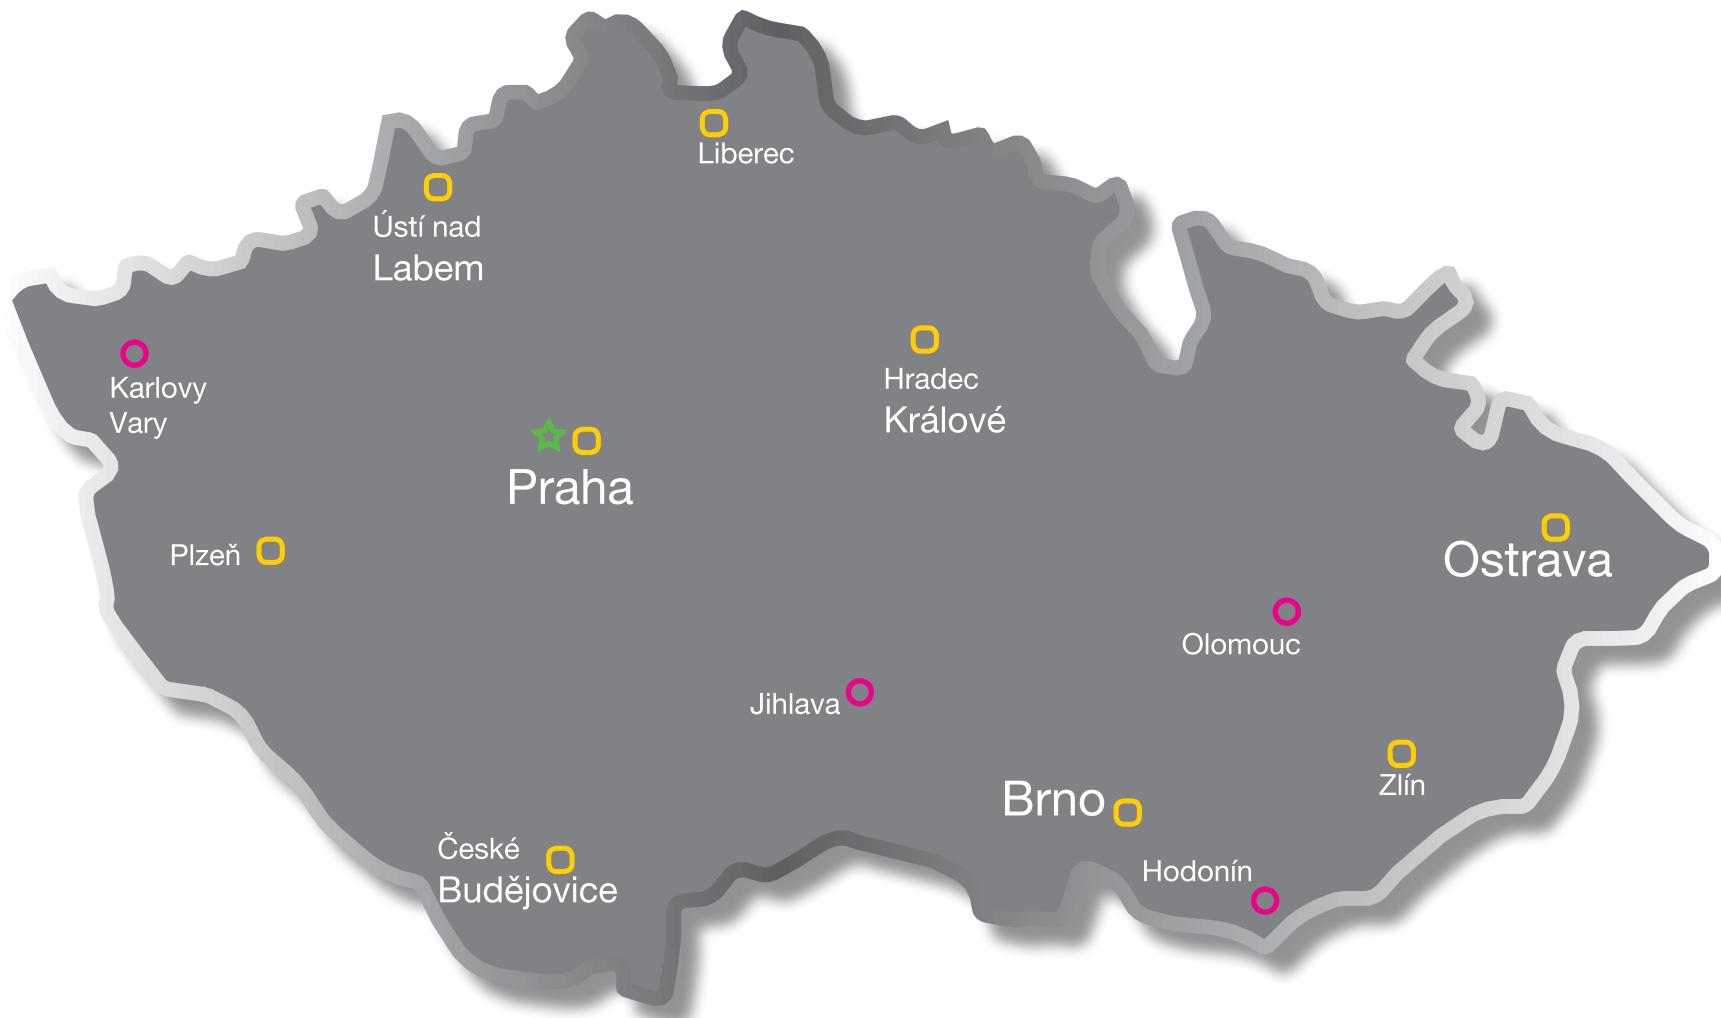 Liberec
Ústí nad
Labem
Karlovy
Vary
Hradec
Králové
Praha
Plzeň
Ostrava
Olomouc
Jihlava
Zlín
Brno
České
Budějovice
Hodonín